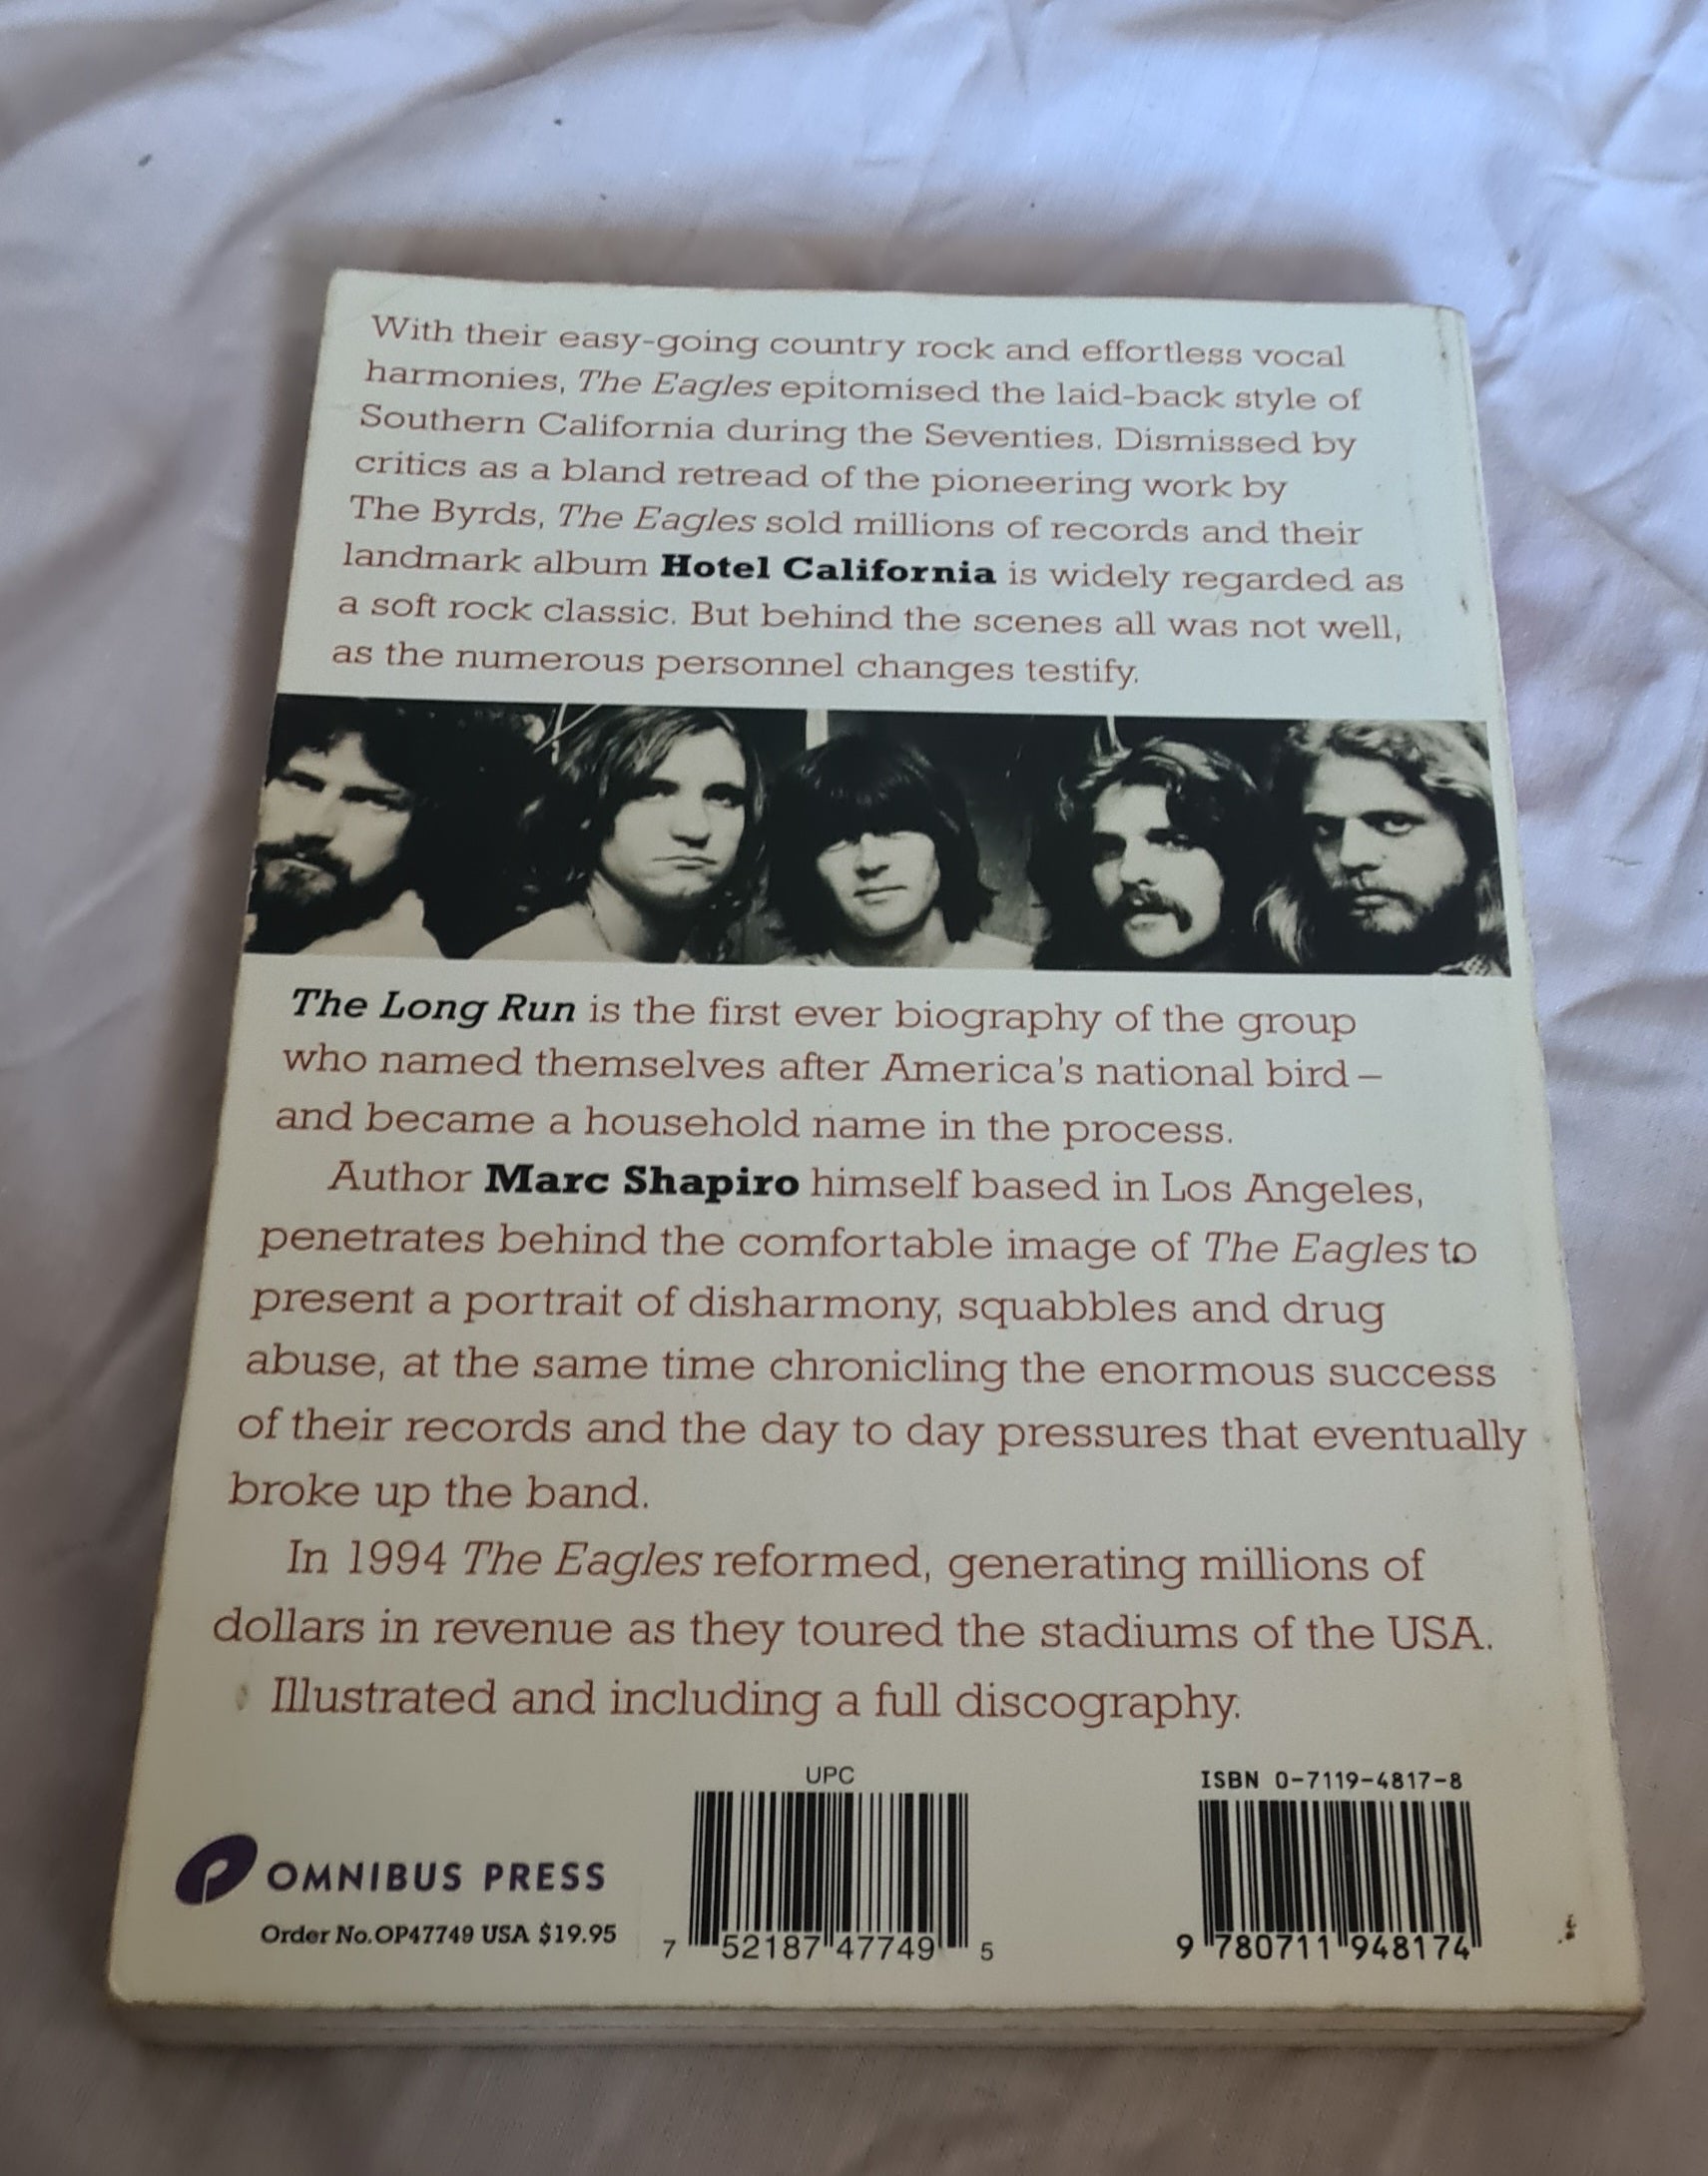 With their easy-going country rock and effortless vocal
harmonies, The Eagles epitomised the laid-back style of
Southern California during the Seventies. Dismissed by
critics as a bland retread of the pioneering work by
The Byrds, The Eagles sold millions of records and their
landmark album Hotel California is widely regarded as
a soft rock classic. But behind the scenes all was not well,
as the numerous personnel changes testify.
The Long Run is the first ever biography of the group
who named themselves after America's national bird –
and became a household name in the process.
Author Marc Shapiro himself based in Los Angeles,
penetrates behind the comfortable image of The Eagles to
present a portrait of disharmony, squabbles and drug
abuse, at the same time chronicling the enormous success
of their records and the day to day pressures that eventually
broke up the band.
In 1994 The Eagles reformed, generating millions of
dollars in revenue as they toured the stadiums of the USA.
Illustrated and including a full discography.
OMNIBUS PRESS
Order No.OP47749 USA $19.95
UPC
7 52187 47749 5
ISBN 0-7119-4817-8
9 780711 948174